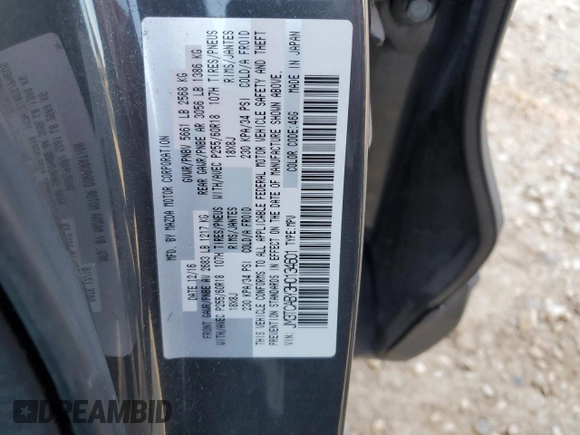 MFD. BY MAZDA MOTOR CORPORATION
DATE: 12/16 GVWR/PNBV 5661 LB 2568 KG
FRONT GAWR/PNBE AV 2683 LB 1217 KG REAR GAWR/PNBE AR 3056 LB 1386 KG
WITH/AVEC P255/60R18 107H TIRES/PNEUS WITH/AVEC P255/60R18 107H TIRES/PNEUS
18X8J RIMS/JANTES 18X8J RIMS/JANTES
230 KPA/34 PSI COLD/A FROID 230 KPA/34 PSI COLD/A FROID
THIS VEHICLE CONFORMS TO ALL APPLICABLE FEDERAL MOTOR VEHICLE SAFETY AND THEFT
PREVENTION STANDARDS IN EFFECT ON THE DATE OF MANUFACTURE SHOWN ABOVE.
MADE IN JAPAN
VIN: TYPE: MPV COLOR CODE: 46G
DREAMBID